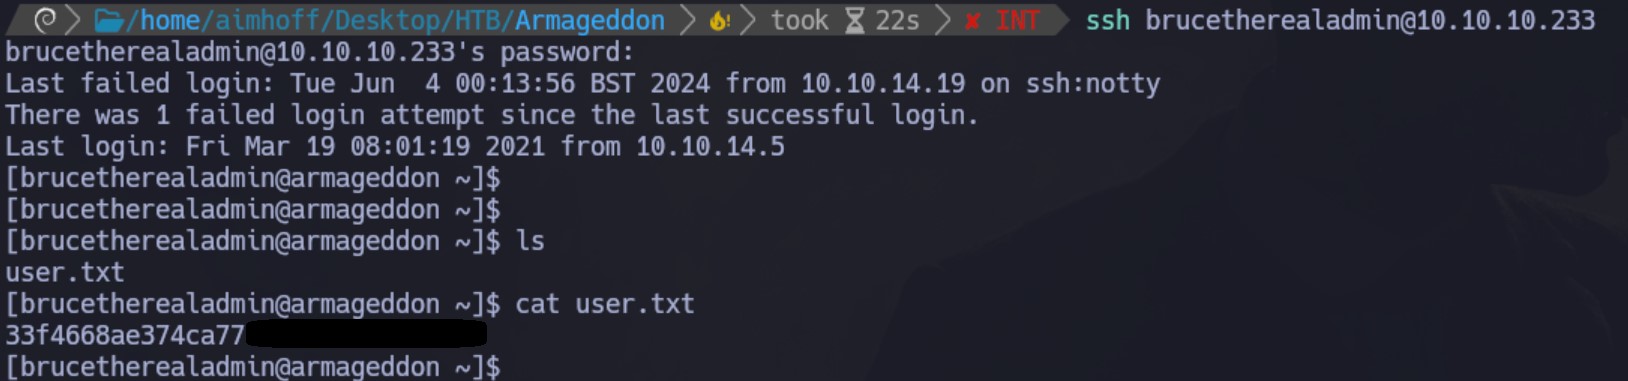 /home/aimhoff/Desktop/HTB/Armageddon took 22s ✘ INT ssh brucetherealadmin@10.10.10.233
brucetherealadmin@10.10.10.233's password:
Last failed login: Tue Jun  4 00:13:56 BST 2024 from 10.10.14.19 on ssh:notty
There was 1 failed login attempt since the last successful login.
Last login: Fri Mar 19 08:01:19 2021 from 10.10.14.5
[brucetherealadmin@armageddon ~]$
[brucetherealadmin@armageddon ~]$
[brucetherealadmin@armageddon ~]$ ls
user.txt
[brucetherealadmin@armageddon ~]$ cat user.txt
33f4668ae374ca77
[brucetherealadmin@armageddon ~]$